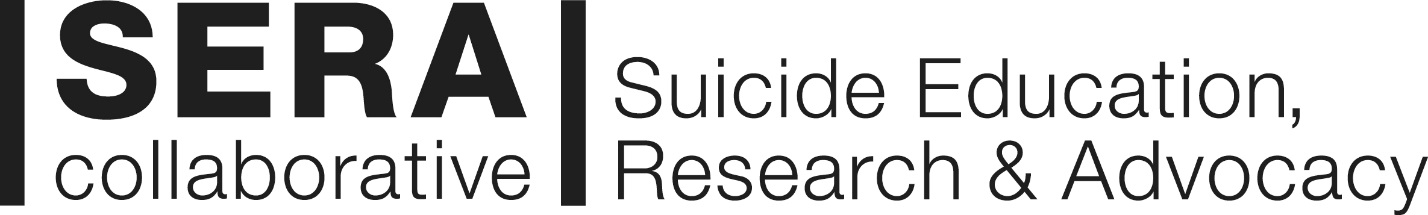 SERA
collaborative
Suicide Education,
Research & Advocacy